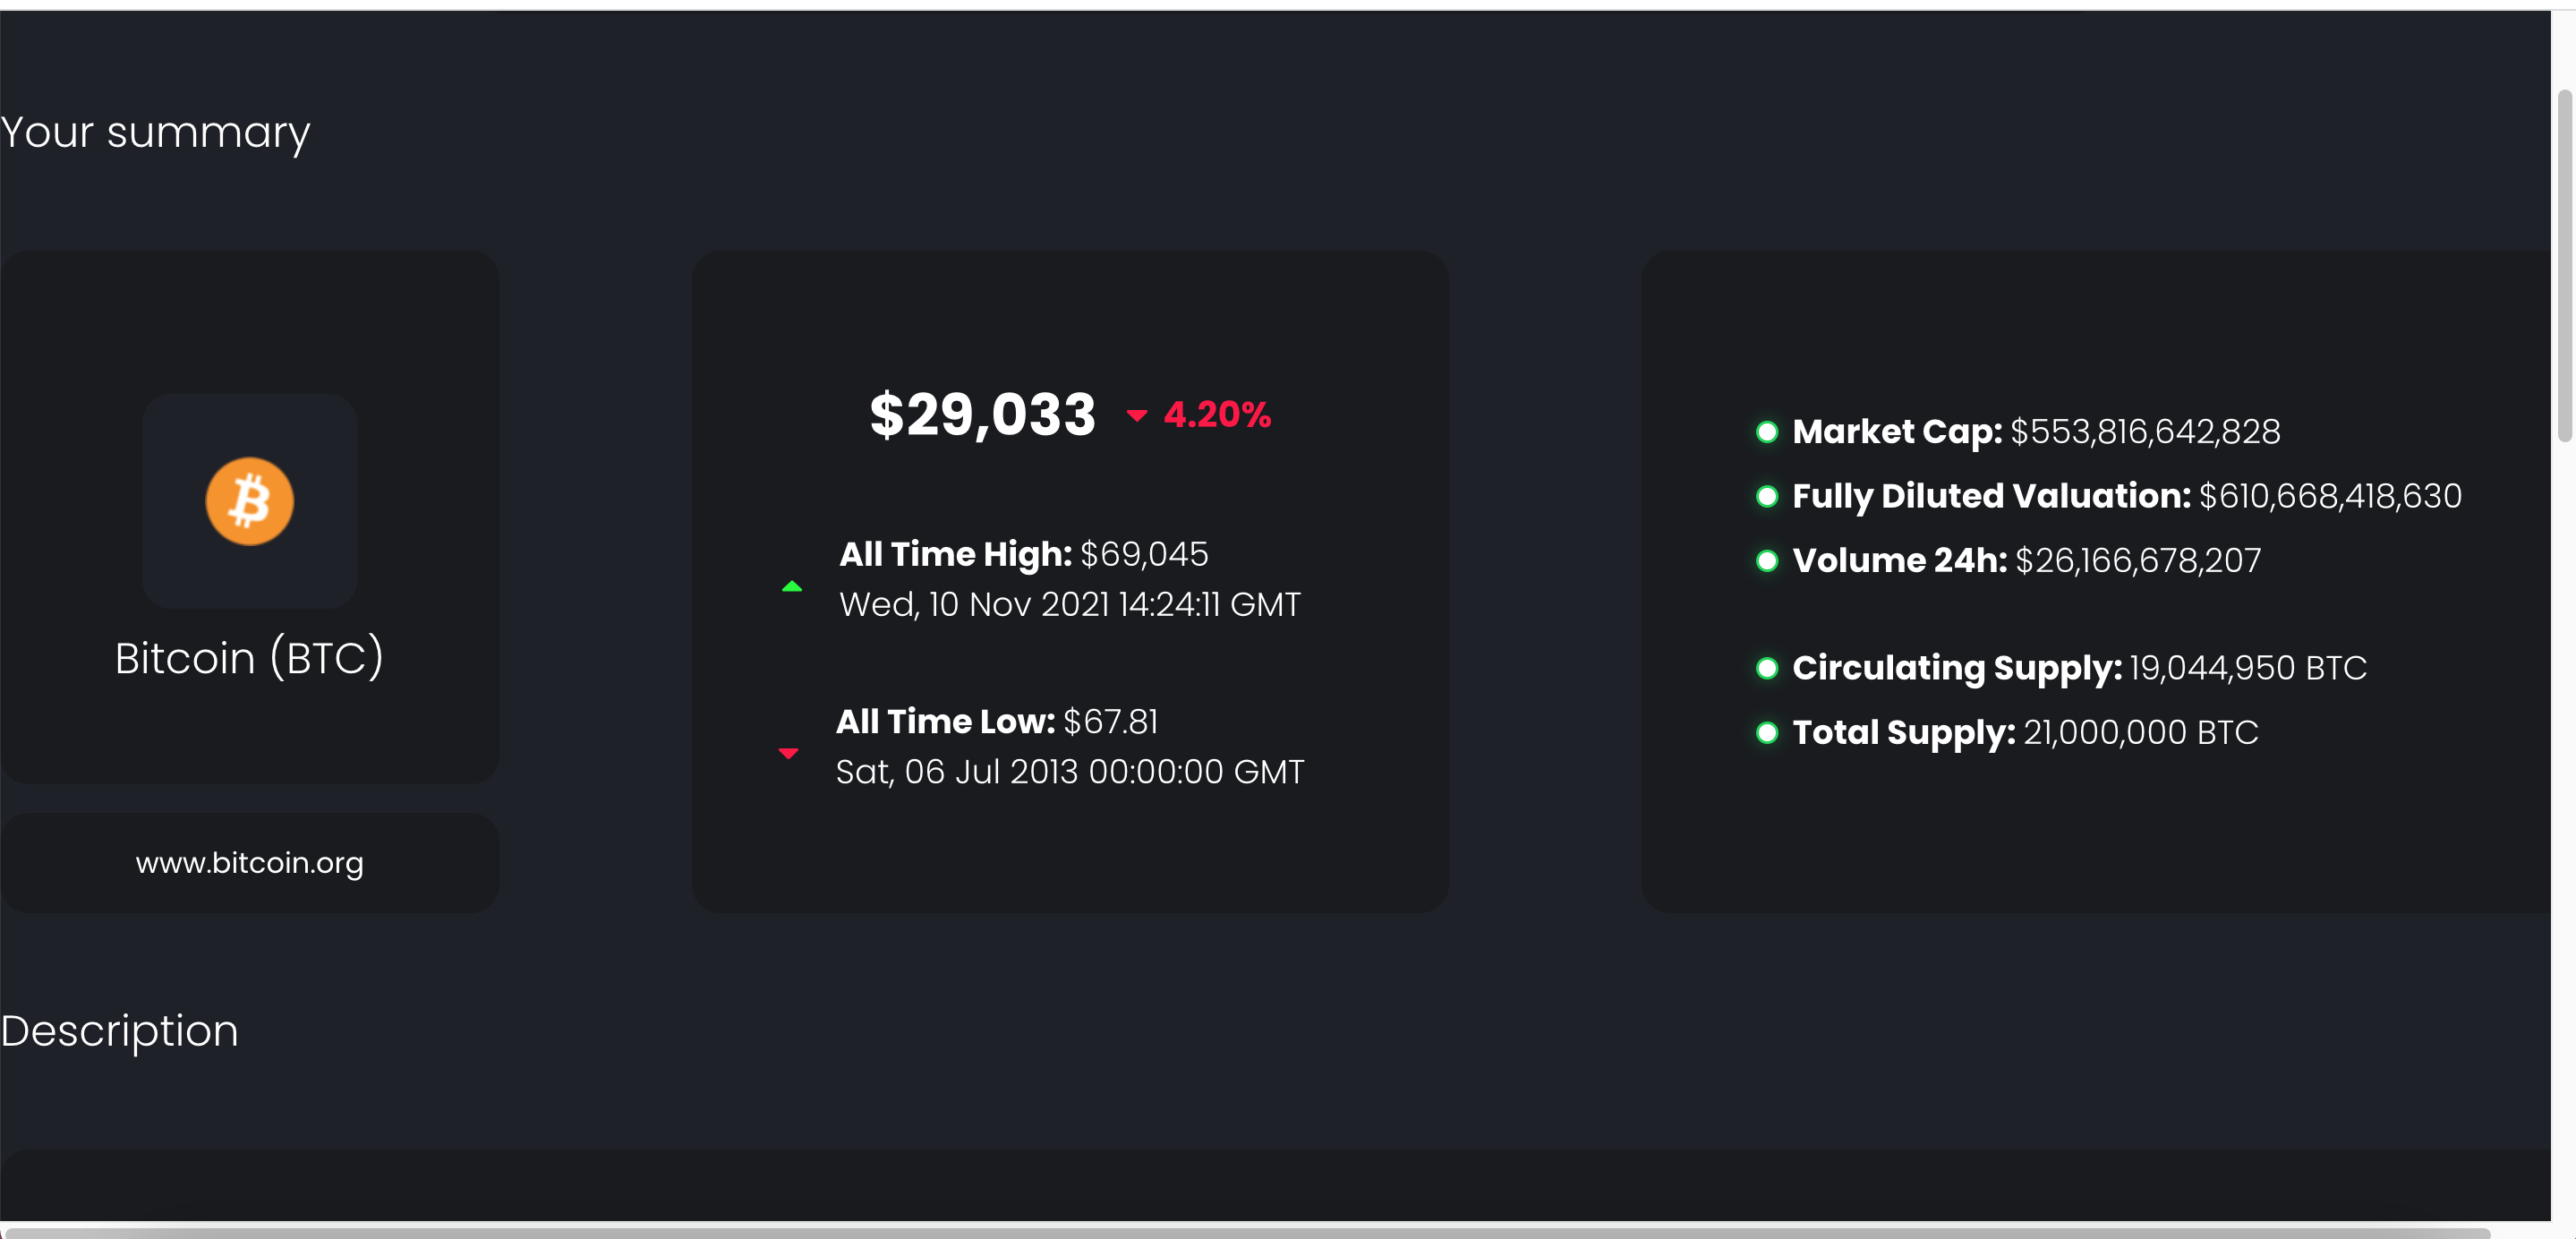 Your summary
Bitcoin (BTC)
www.bitcoin.org
$29,033 4.20%
All Time High: $69,045
Wed, 10 Nov 2021 14:24:11 GMT
All Time Low: $67.81
Sat, 06 Jul 2013 00:00:00 GMT
Market Cap: $553,816,642,828
Fully Diluted Valuation: $610,668,418,630
Volume 24h: $26,166,678,207
Circulating Supply: 19,044,950 BTC
Total Supply: 21,000,000 BTC
Description